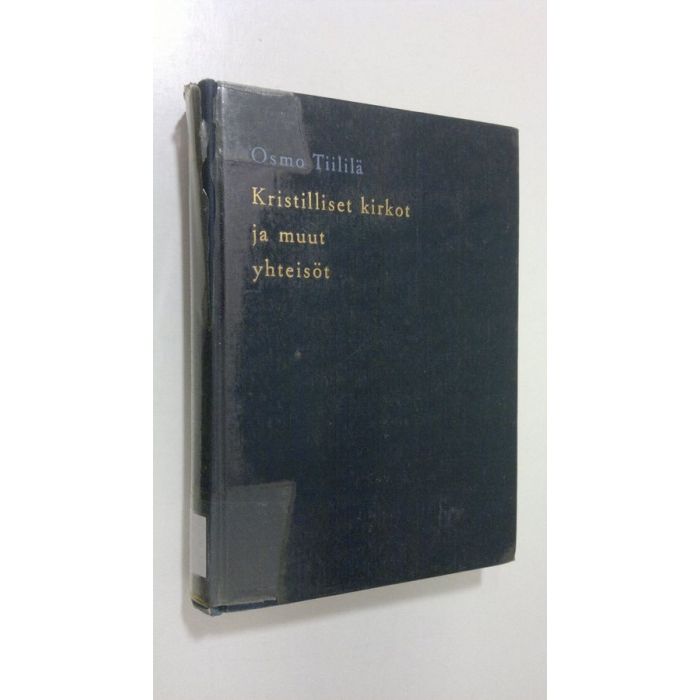 Osmo Tiililä
Kristilliset kirkot
ja muut
yhteisöt